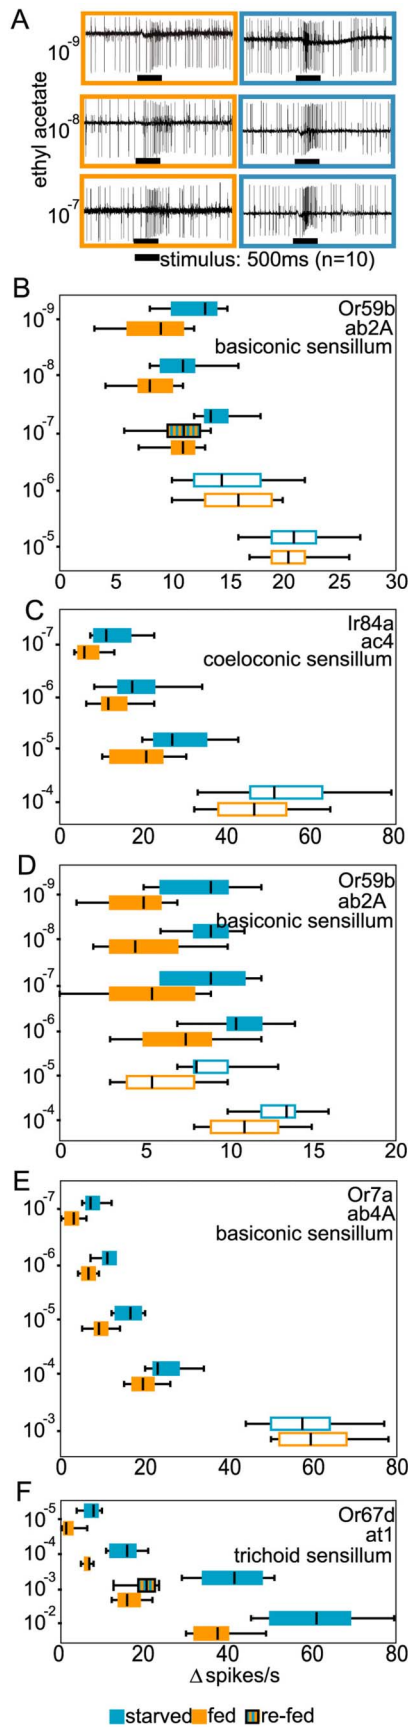 A
ethyl acetate
10-9
10-8
10-7
stimulus: 500ms (n=10)
B
Or59b
ab2A
basiconic sensillum
10-9
10-8
10-7
10-6
10-5
0 5 10 15 20 25 30
C
Ir84a
ac4
coeloconic sensillum
10-7
10-6
10-5
10-4
0 20 40 60 80
D
Or59b
ab2A
basiconic sensillum
10-9
10-8
10-7
10-6
10-5
10-4
5 10 15 20
E
Or7a
ab4A
basiconic sensillum
10-7
10-6
10-5
10-4
10-3
0 20 40 60 80
F
Or67d
at1
trichoid sensillum
10-5
10-4
10-3
10-2
0 20 40 60 80
Δ spikes/s
starved fed re-fed